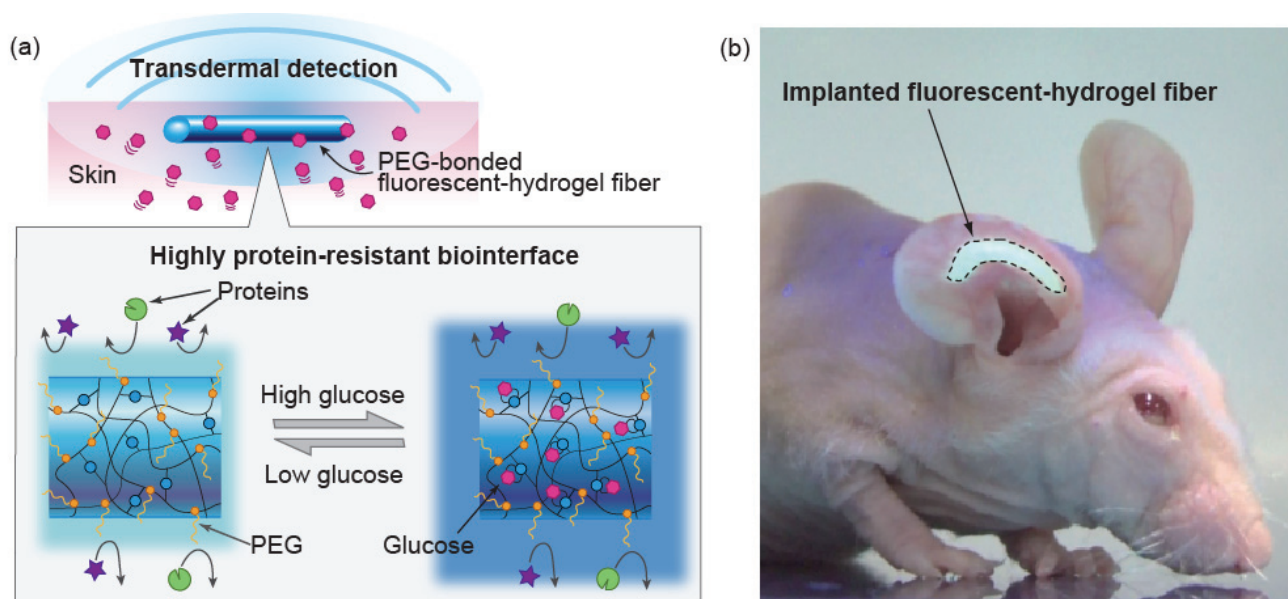 (a)
Transdermal detection
Skin
PEG-bonded
fluorescent-hydrogel fiber
Highly protein-resistant biointerface
Proteins
High glucose
Low glucose
PEG
Glucose
(b)
Implanted fluorescent-hydrogel fiber